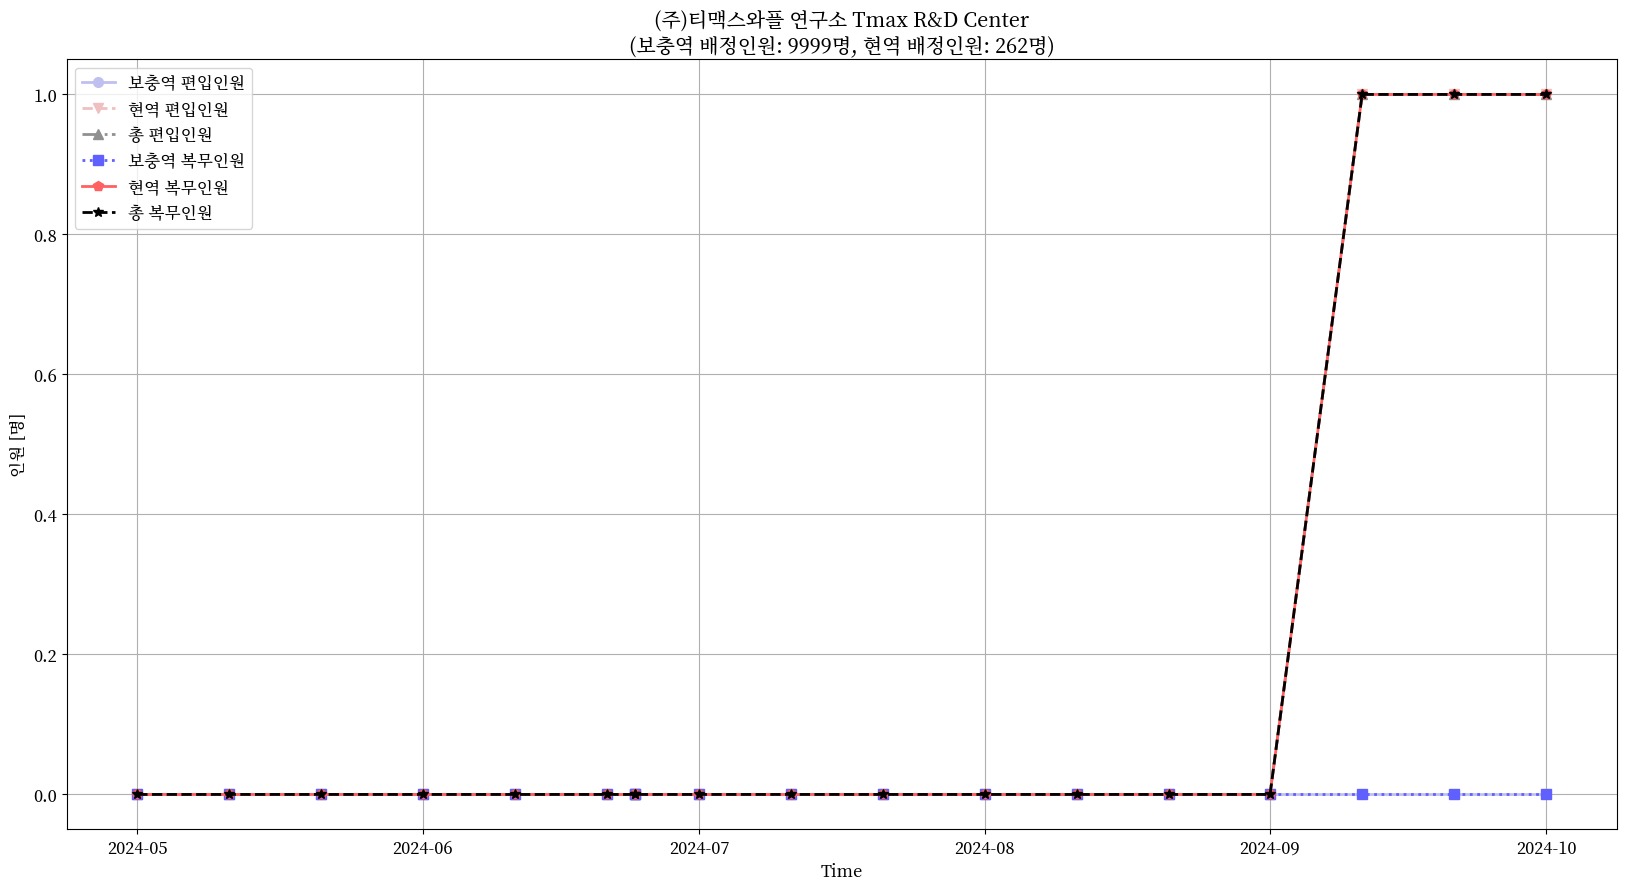 (주)티맥스와플 연구소 Tmax R&D Center
(보충역 배정인원: 9999명, 현역 배정인원: 262명)
보충역 편입인원
현역 편입인원
총 편입인원
보충역 복무인원
현역 복무인원
총 복무인원
1.0
0.8
0.6
0.4
0.2
0.0
인원 [명]
2024-05 2024-06 2024-07 2024-08 2024-09 2024-10
Time